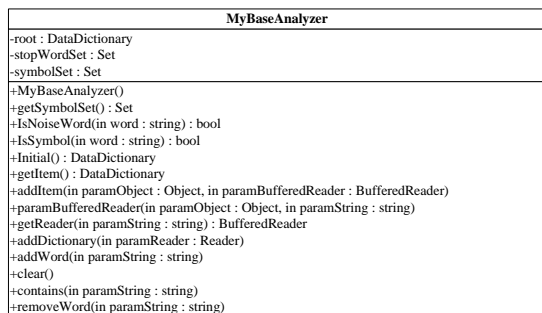 MyBaseAnalyzer
-root : DataDictionary
-stopWordSet : Set
-symbolSet : Set
+MyBaseAnalyzer()
+getSymbolSet() : Set
+IsNoiseWord(in word : string) : bool
+IsSymbol(in word : string) : bool
+Initial() : DataDictionary
+getItem() : DataDictionary
+addItem(in paramObject : Object, in paramBufferedReader : BufferedReader)
+paramBufferedReader(in paramObject : Object, in paramString : string)
+getReader(in paramString : string) : BufferedReader
+addDictionary(in paramReader : Reader)
+addWord(in paramString : string)
+clear()
+contains(in paramString : string)
+removeWord(in paramString : string)